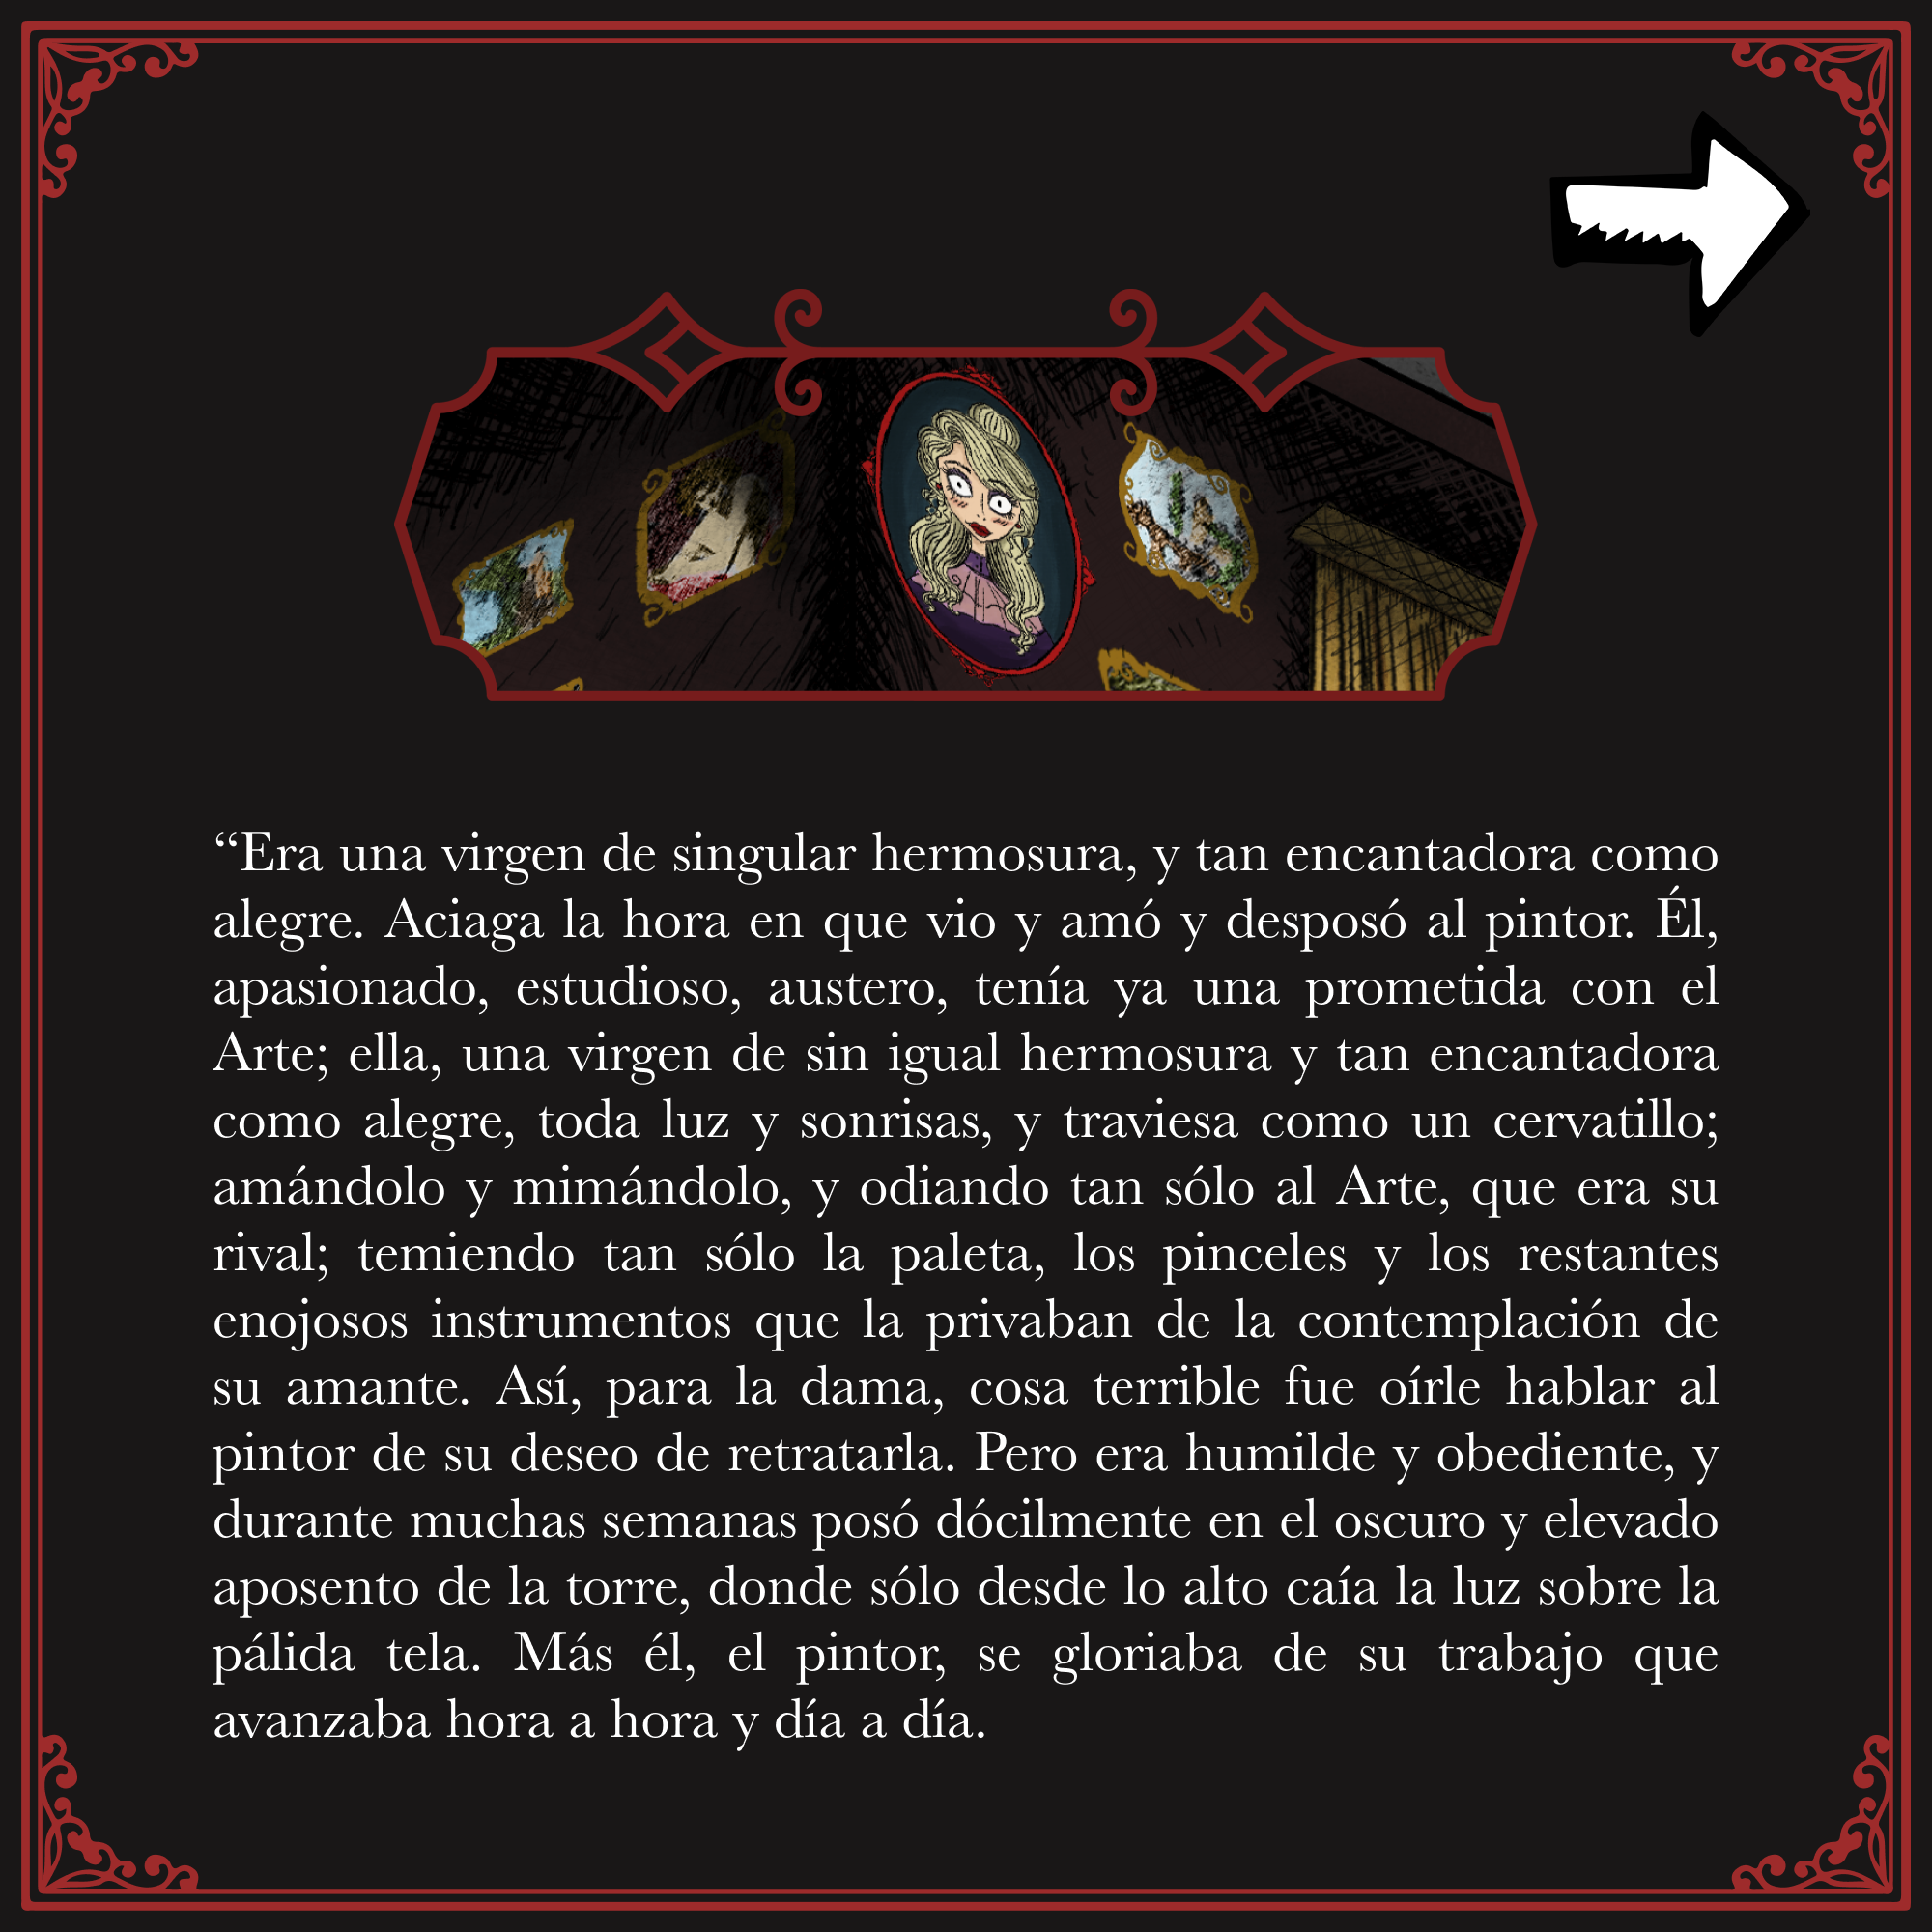 “Era una virgen de singular hermosura, y tan encantadora como
alegre. Aciaga la hora en que vio y amó y desposó al pintor. Él,
apasionado, estudioso, austero, tenía ya una prometida con el
Arte; ella, una virgen de sin igual hermosura y tan encantadora
como alegre, toda luz y sonrisas, y traviesa como un cervatillo;
amándolo y mimándolo, y odiando tan sólo al Arte, que era su
rival; temiendo tan sólo la paleta, los pinceles y los restantes
enojosos instrumentos que la privaban de la contemplación de
su amante. Así, para la dama, cosa terrible fue oírle hablar al
pintor de su deseo de retratarla. Pero era humilde y obediente, y
durante muchas semanas posó dócilmente en el oscuro y elevado
aposento de la torre, donde sólo desde lo alto caía la luz sobre la
pálida tela. Más él, el pintor, se gloriaba de su trabajo que
avanzaba hora a hora y día a día.